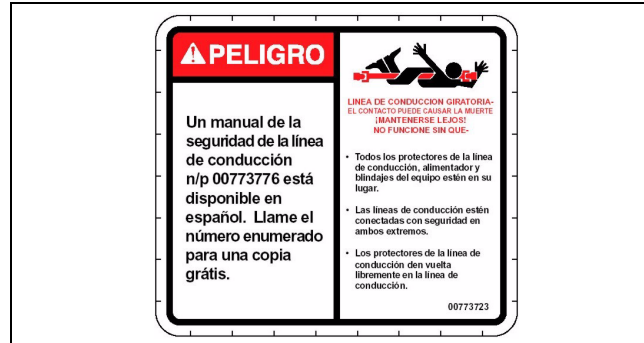 PELIGRO
Un manual de la
seguridad de la línea
de conducción
n/p 00773776 está
disponible en
español. Llame el
número enumerado
para una copia
grátis.
LINEA DE CONDUCCION GIRATORIA-
EL CONTACTO PUEDE CAUSAR LA MUERTE
¡MANTENERSE LEJOS!
NO FUNCIONE SIN QUE-
• Todos los protectores de la línea
de conducción, alimentador y
blindajes del equipo estén en su
lugar.
• Las líneas de conducción estén
conectadas con seguridad en
ambos extremos.
• Los protectores de la línea de
conducción den vuelta
libremente en la línea de
conducción.
00773723